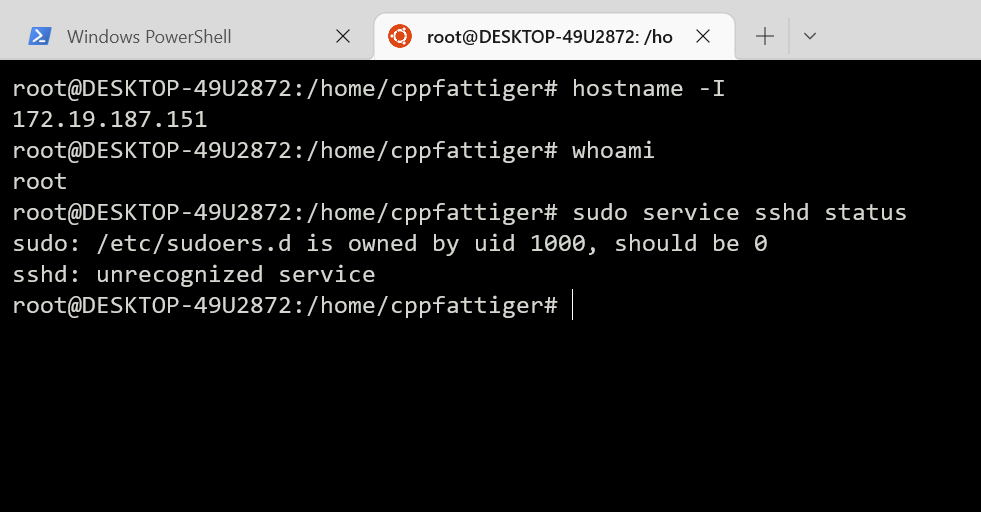 Windows PowerShell
root@DESKTOP-49U2872: /ho
root@DESKTOP-49U2872:/home/cppfattiger# hostname -I
172.19.187.151
root@DESKTOP-49U2872:/home/cppfattiger# whoami
root
root@DESKTOP-49U2872:/home/cppfattiger# sudo service sshd status
sudo: /etc/sudoers.d is owned by uid 1000, should be 0
sshd: unrecognized service
root@DESKTOP-49U2872:/home/cppfattiger#